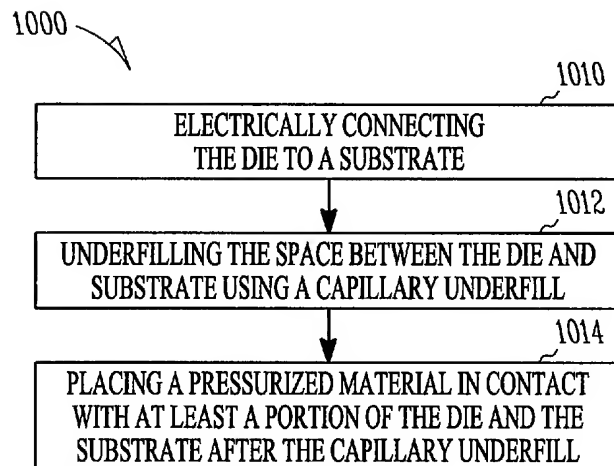 1000
1010
ELECTRICALLY CONNECTING
THE DIE TO A SUBSTRATE
1012
UNDERFILLING THE SPACE BETWEEN THE DIE AND
SUBSTRATE USING A CAPILLARY UNDERFILL
1014
PLACING A PRESSURIZED MATERIAL IN CONTACT
WITH AT LEAST A PORTION OF THE DIE AND THE
SUBSTRATE AFTER THE CAPILLARY UNDERFILL